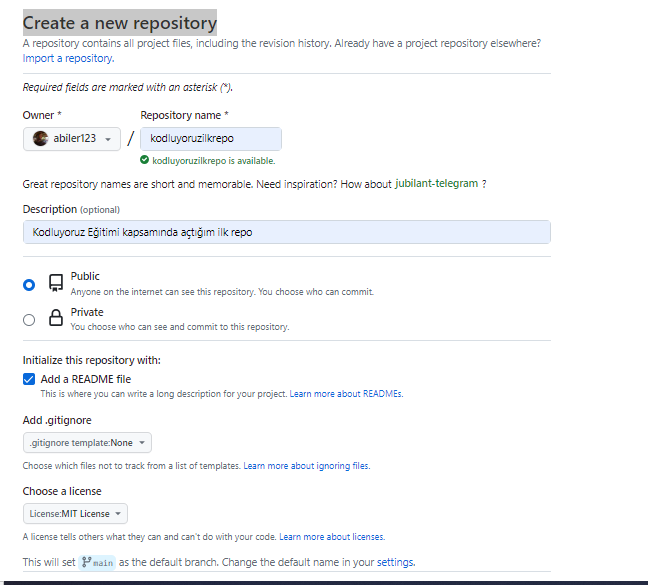 Create a new repository
A repository contains all project files, including the revision history. Already have a project repository elsewhere?
Import a repository.
Required fields are marked with an asterisk (*).
Owner * Repository name *
abiler123 / kodluyoruzilkrepo
kodluyoruzilkrepo is available.
Great repository names are short and memorable. Need inspiration? How about jubilant-telegram ?
Description (optional)
Kodluyoruz Eğitimi kapsamında açtığım ilk repo
Public
Anyone on the internet can see this repository. You choose who can commit.
Private
You choose who can see and commit to this repository.
Initialize this repository with:
Add a README file
This is where you can write a long description for your project. Learn more about READMEs.
Add .gitignore
.gitignore template:None
Choose which files not to track from a list of templates. Learn more about ignoring files.
Choose a license
License:MIT License
A license tells others what they can and can't do with your code. Learn more about licenses.
This will set main as the default branch. Change the default name in your settings.